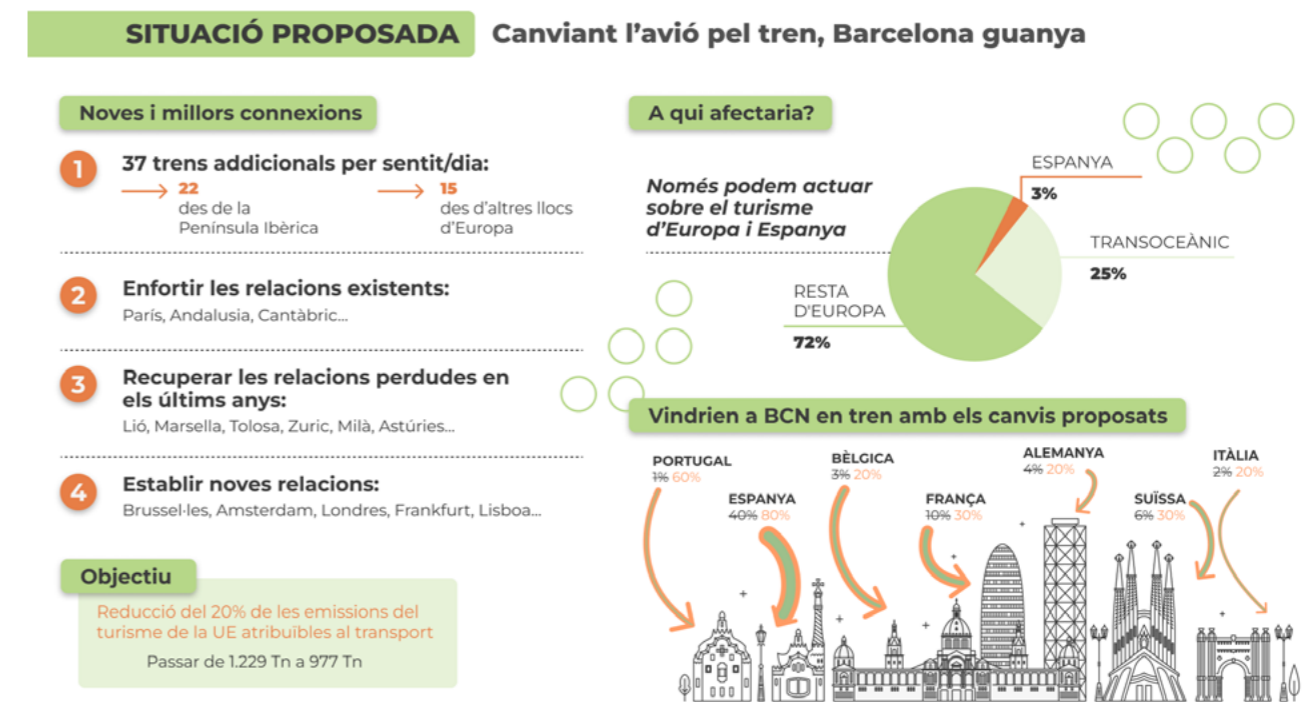 SITUACIÓ PROPOSADA
Canviant l'avió pel tren, Barcelona guanya
Noves i millors connexions
1
37 trens addicionals per sentit/dia:
22
des de la
Península Ibèrica
15
des d'altres llocs
d'Europa
2
Enfortir les relacions existents:
París, Andalusia, Cantàbric...
3
Recuperar les relacions perdudes en
els últims anys:
Lió, Marsella, Tolosa, Zuric, Milà, Astúries...
4
Establir noves relacions:
Brussel·les, Amsterdam, Londres, Frankfurt, Lisboa...
Objectiu
Reducció del 20% de les emissions del
turisme de la UE atribuïbles al transport
Passar de 1.229 Tn a 977 Tn
A qui afectaria?
Només podem actuar
sobre el turisme
d'Europa i Espanya
ESPANYA
3%
TRANSOCEÀNIC
25%
RESTA
D'EUROPA
72%
Vindrien a BCN en tren amb els canvis proposats
PORTUGAL
1% 60%
ESPANYA
40% 80%
BÈLGICA
3% 20%
FRANÇA
10% 30%
ALEMANYA
4% 20%
SUÏSSA
6% 30%
ITÀLIA
2% 20%